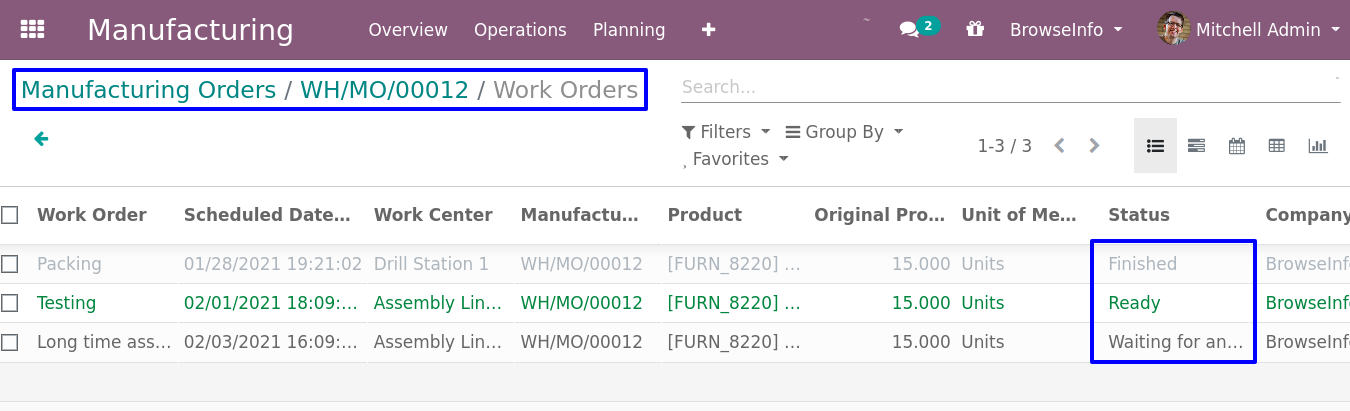 Manufacturing Overview Operations Planning 2 BrowseInfo Mitchell Admin
Manufacturing Orders / WH/MO/00012 / Work Orders
Search...
Filters Group By
Favorites
1-3 / 3
Work Order Scheduled Date... Work Center Manufactu... Product Original Pro... Unit of Me... Status Company
Packing 01/28/2021 19:21:02 Drill Station 1 WH/MO/00012 [FURN_8220] ... 15.000 Units Finished BrowseInf
Testing 02/01/2021 18:09:... Assembly Lin... WH/MO/00012 [FURN_8220] ... 15.000 Units Ready BrowseInf
Long time ass... 02/03/2021 16:09:... Assembly Lin... WH/MO/00012 [FURN_8220] ... 15.000 Units Waiting for an... BrowseInf